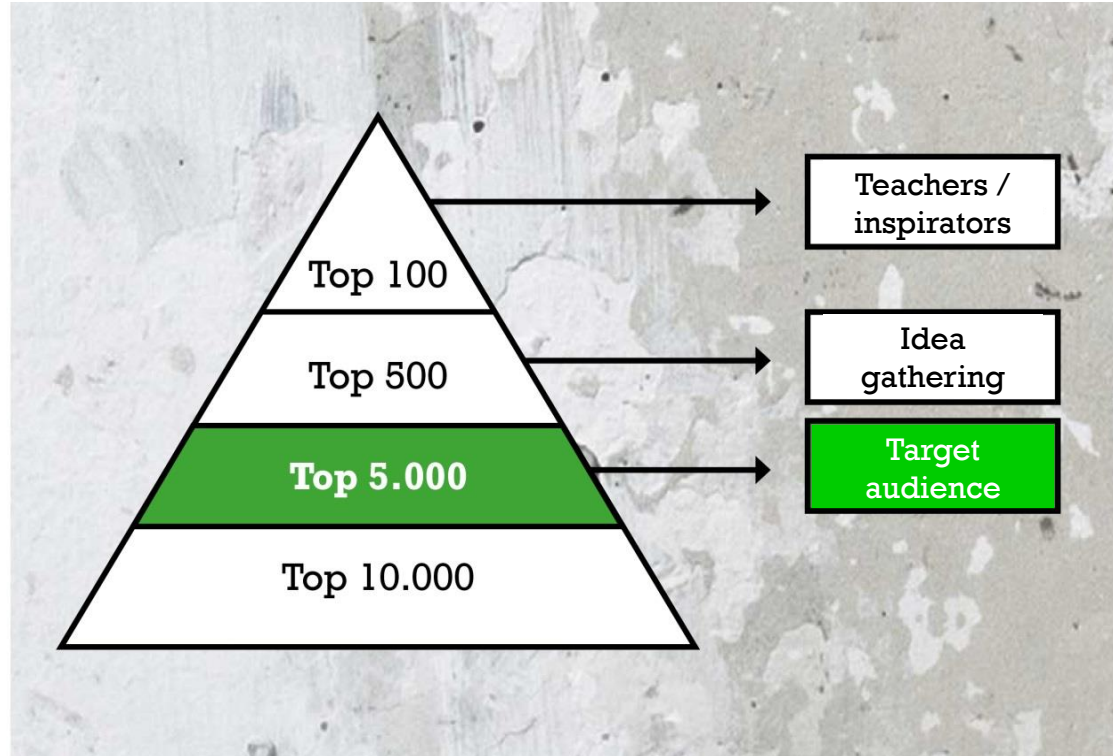 Top 100
Top 500
Top 5.000
Top 10.000
Teachers /
inspirators
Idea
gathering
Target
audience